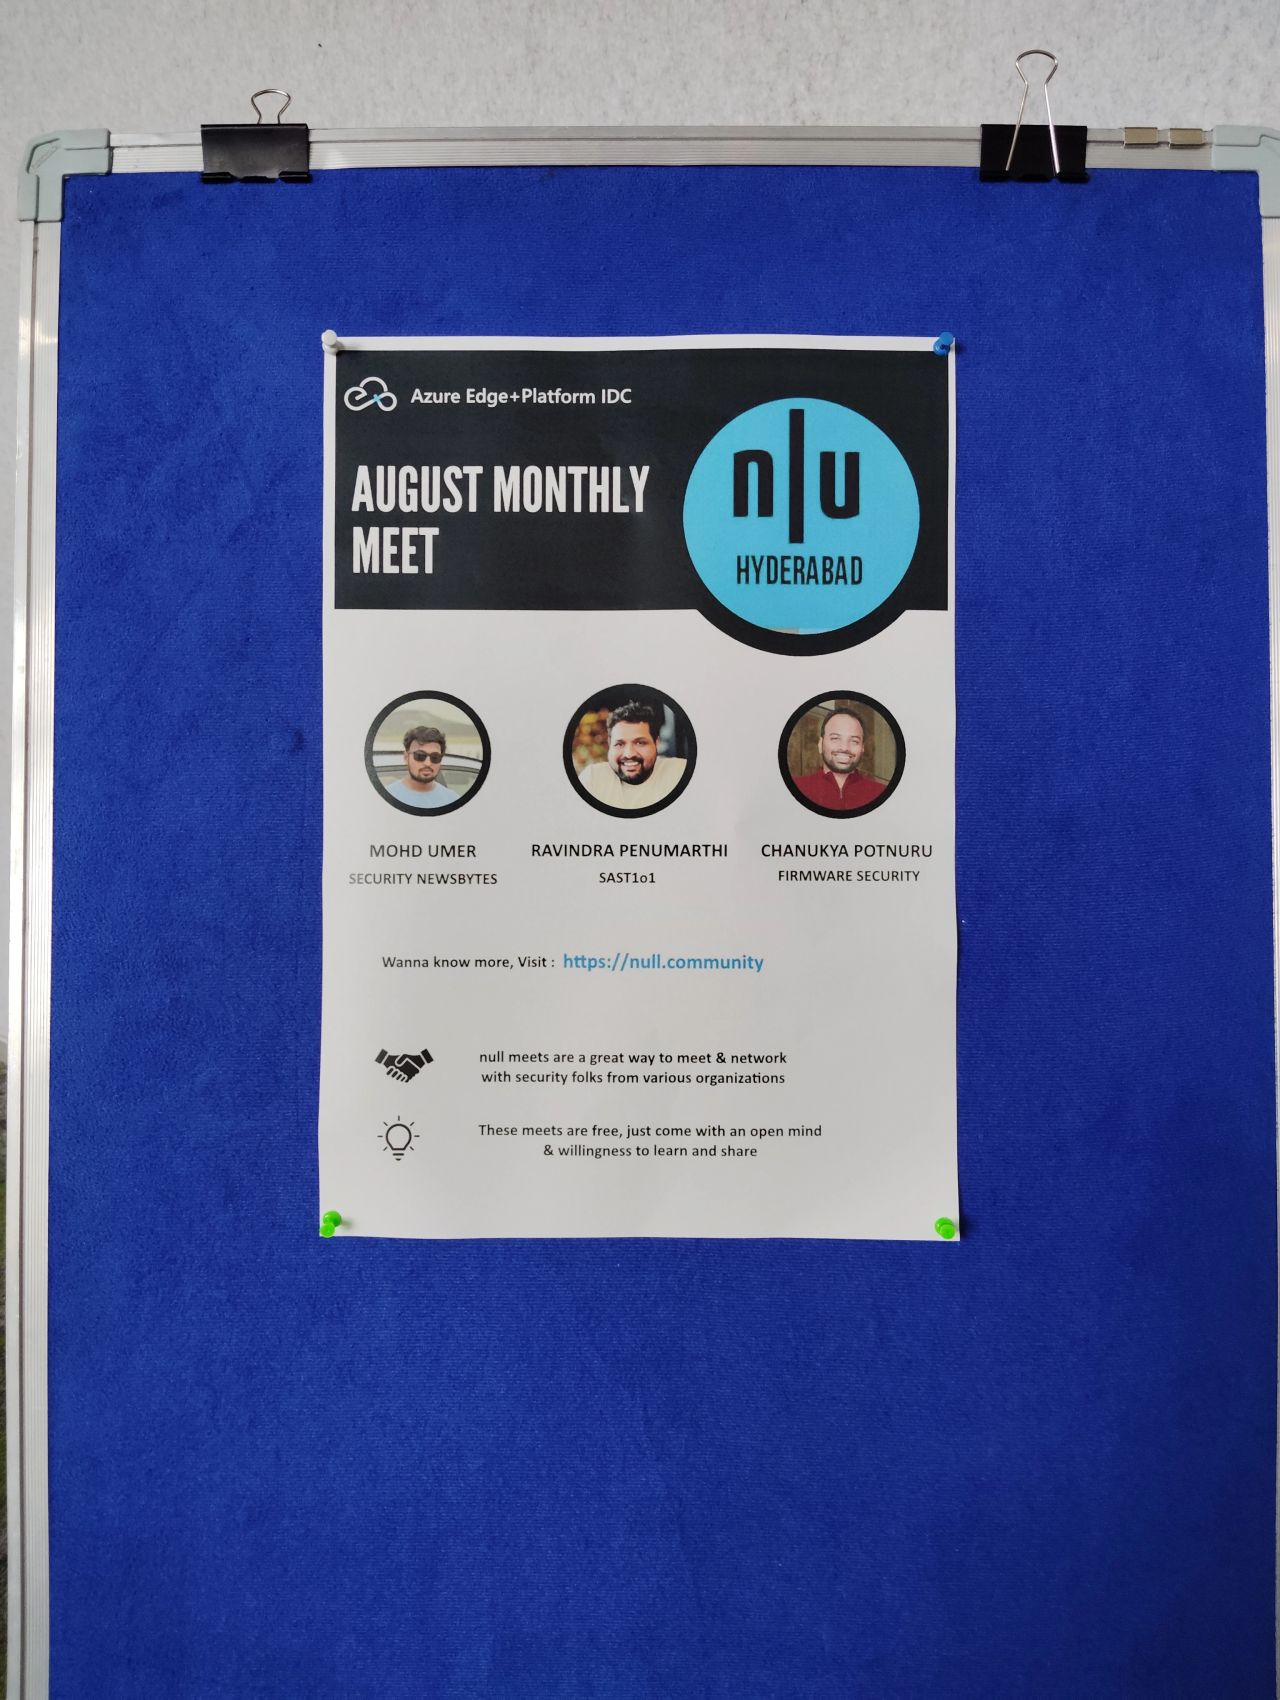 Azure Edge+Platform IDC
AUGUST MONTHLY
MEET
n|u
HYDERABAD
MOHD UMER
SECURITY NEWSBYTES
RAVINDRA PENUMARTHI
SAST1o1
CHANUKYA POTNURU
FIRMWARE SECURITY
Wanna know more, Visit : https://null.community
null meets are a great way to meet & network
with security folks from various organizations
These meets are free, just come with an open mind
& willingness to learn and share